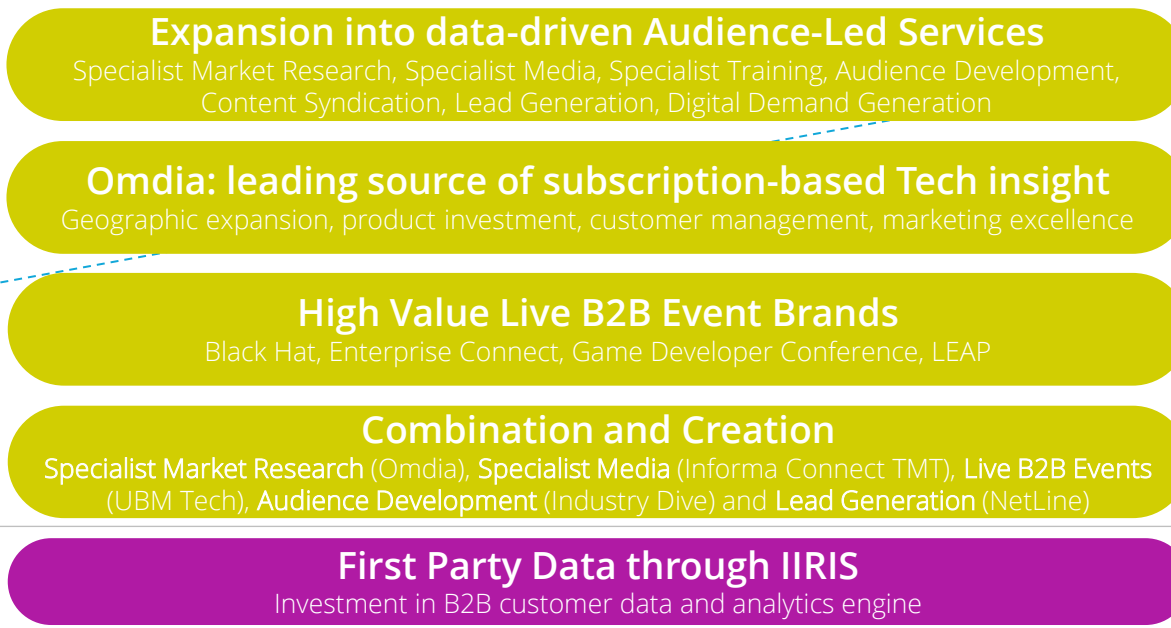 Expansion into data-driven Audience-Led Services
Specialist Market Research, Specialist Media, Specialist Training, Audience Development,
Content Syndication, Lead Generation, Digital Demand Generation
Omdia: leading source of subscription-based Tech insight
Geographic expansion, product investment, customer management, marketing excellence
High Value Live B2B Event Brands
Black Hat, Enterprise Connect, Game Developer Conference, LEAP
Combination and Creation
Specialist Market Research (Omdia), Specialist Media (Informa Connect TMT), Live B2B Events
(UBM Tech), Audience Development (Industry Dive) and Lead Generation (NetLine)
First Party Data through IIRIS
Investment in B2B customer data and analytics engine